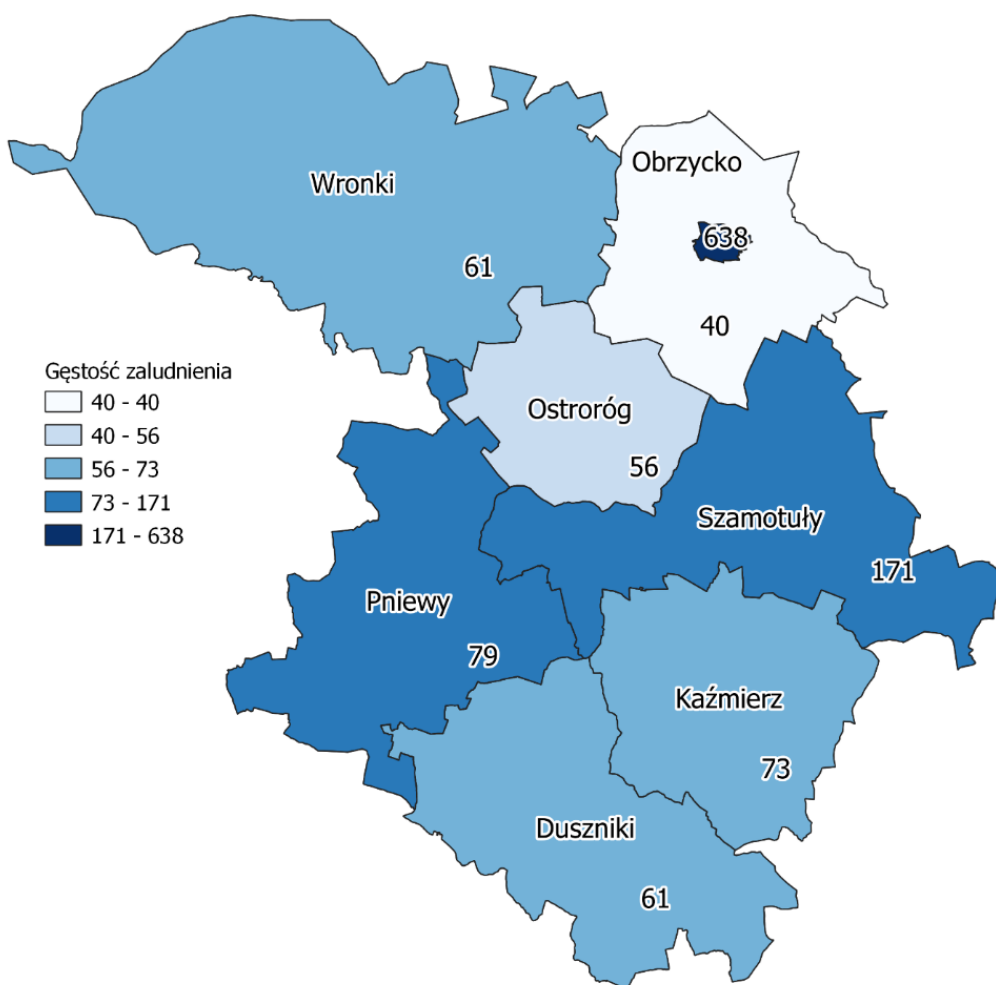 Obrzycko
Wronki
638
61
40
Gęstość zaludnienia
40 - 40
40 - 56
56 - 73
73 - 171
171 - 638
Ostroróg
56
Szamotuły
171
Pniewy
79
Kaźmierz
73
Duszniki
61